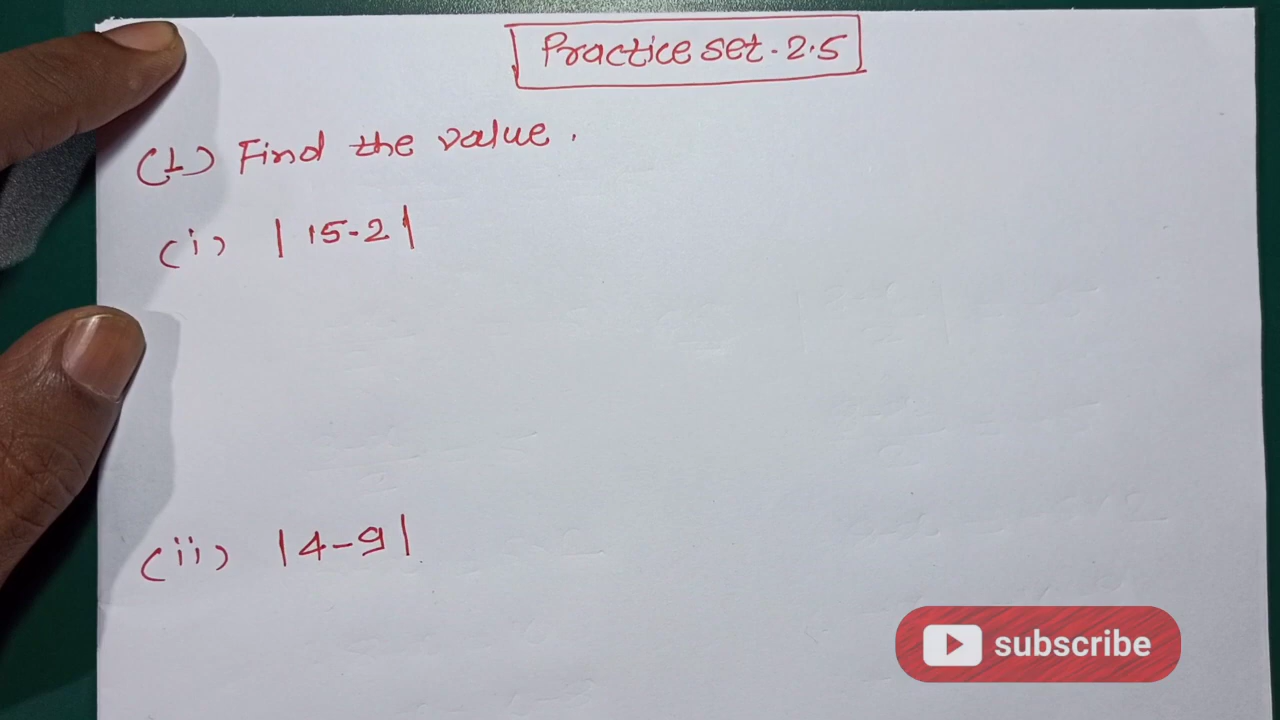 Practice set. 2.5
(1) Find the value.
(i) | 15-2 |
(ii) |4-9|
subscribe